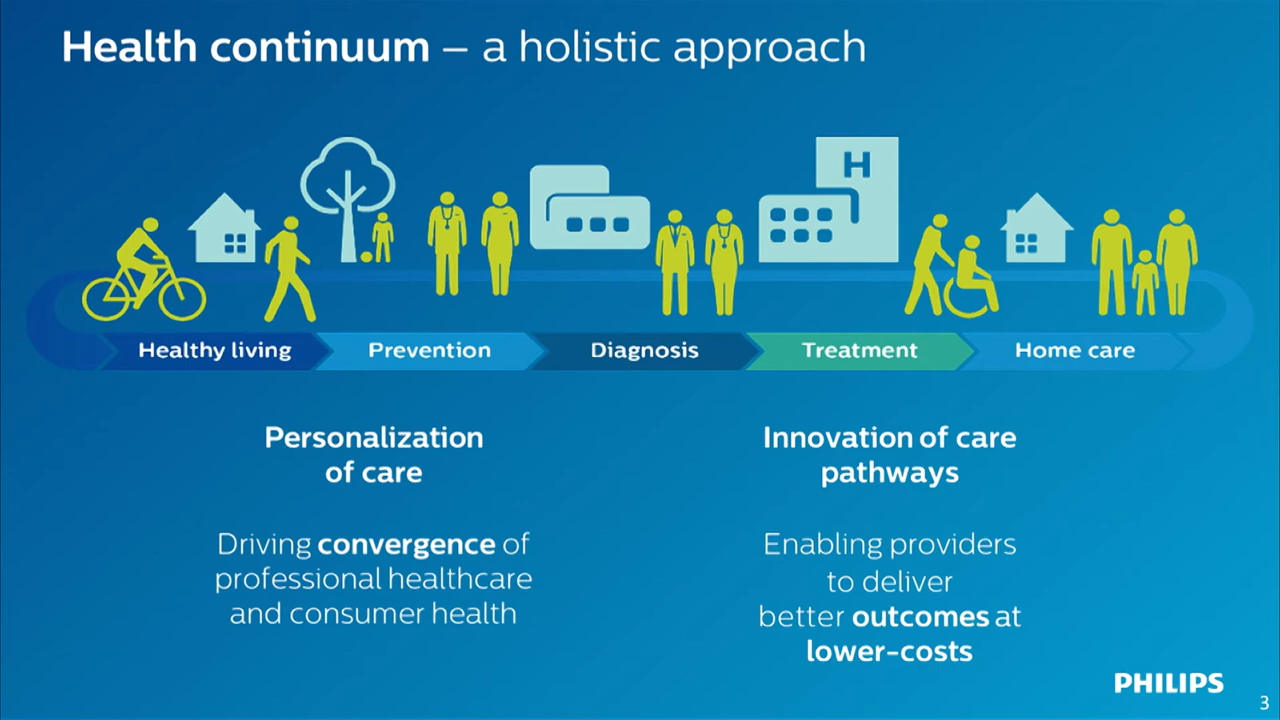 Health continuum – a holistic approach
H
Healthy living
Prevention
Diagnosis
Treatment
Home care
Personalization
of care
Driving convergence of
professional healthcare
and consumer health
Innovation of care
pathways
Enabling providers
to deliver
better outcomes at
lower-costs
PHILIPS
3